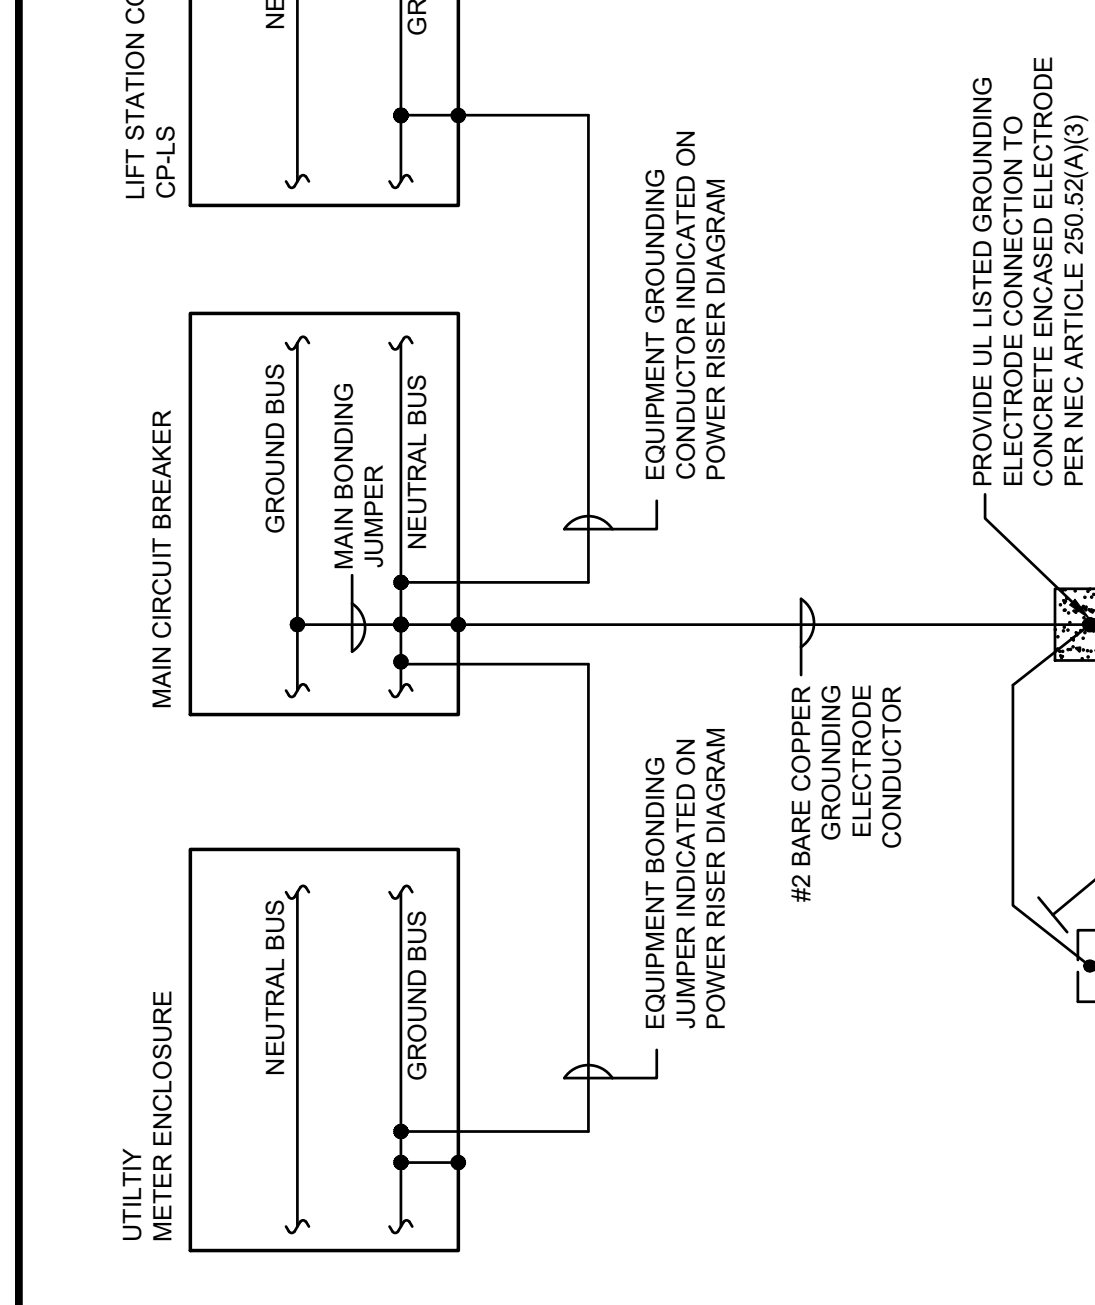 UTILTIY
METER ENCLOSURE
NEUTRAL BUS
GROUND BUS
EQUIPMENT BONDING
JUMPER INDICATED ON
POWER RISER DIAGRAM
MAIN CIRCUIT BREAKER
GROUND BUS
MAIN BONDING
JUMPER
NEUTRAL BUS
#2 BARE COPPER
GROUNDING
ELECTRODE
CONDUCTOR
EQUIPMENT GROUNDING
CONDUCTOR INDICATED ON
POWER RISER DIAGRAM
LIFT STATION CO
CP-LS
NE
GR
PROVIDE UL LISTED GROUNDING
ELECTRODE CONNECTION TO
CONCRETE ENCASED ELECTRODE
PER NEC ARTICLE 250.52(A)(3)